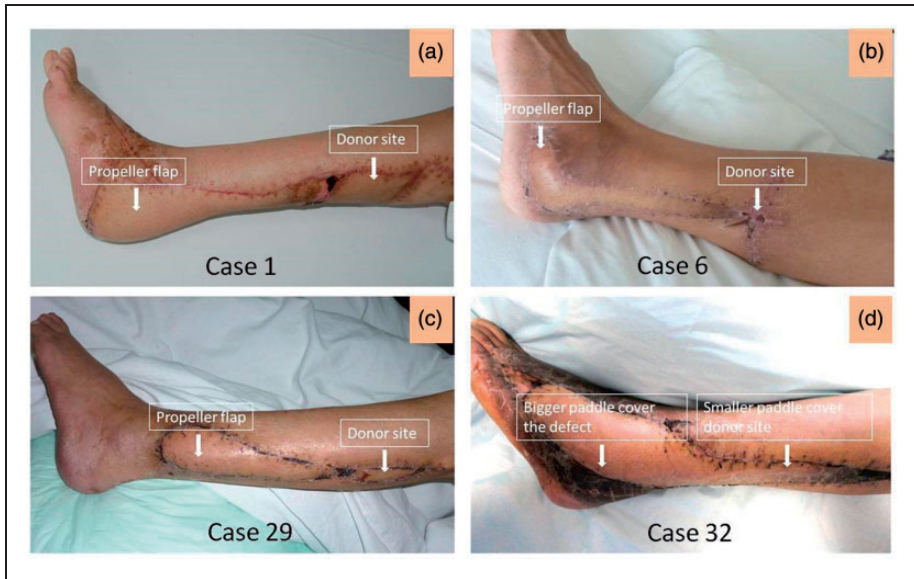 (a)
Donor site
Propeller flap
Case 1
(b)
Propeller flap
Donor site
Case 6
(c)
Propeller flap
Donor site
Case 29
(d)
Bigger paddle cover
the defect
Smaller paddle cover
donor site
Case 32